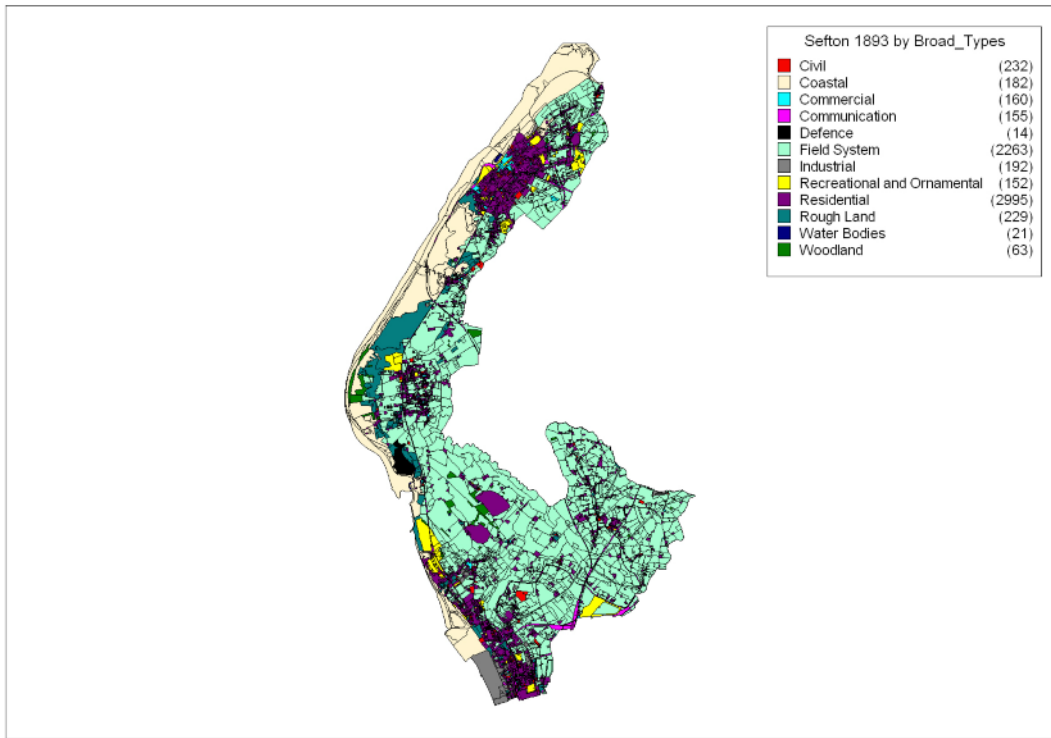 Sefton 1893 by Broad_Types
Civil (232)
Coastal (182)
Commercial (160)
Communication (155)
Defence (14)
Field System (2263)
Industrial (192)
Recreational and Ornamental (152)
Residential (2995)
Rough Land (229)
Water Bodies (21)
Woodland (63)